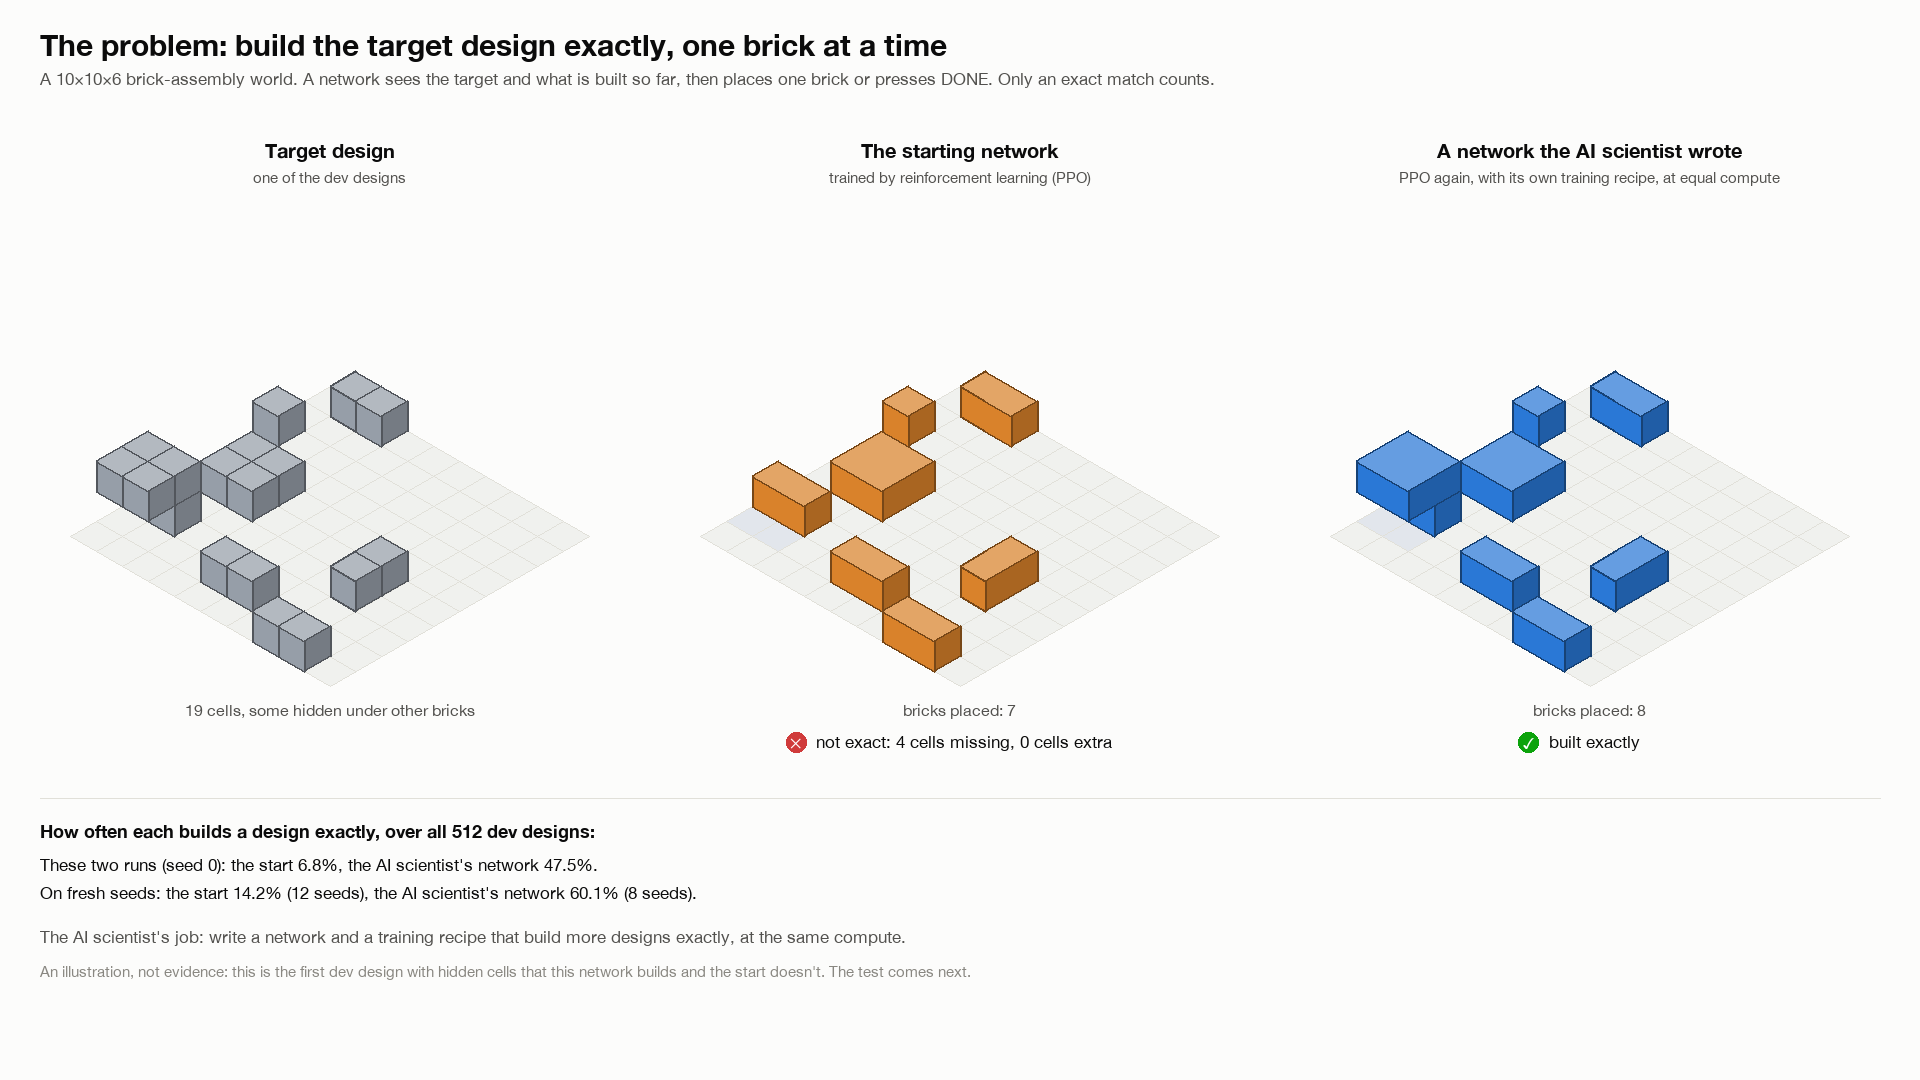 The problem: build the target design exactly, one brick at a time
A 10×10×6 brick-assembly world. A network sees the target and what is built so far, then places one brick or presses DONE. Only an exact match counts.
Target design
one of the dev designs
The starting network
trained by reinforcement learning (PPO)
A network the AI scientist wrote
PPO again, with its own training recipe, at equal compute
19 cells, some hidden under other bricks
bricks placed: 7
not exact: 4 cells missing, 0 cells extra
bricks placed: 8
built exactly
How often each builds a design exactly, over all 512 dev designs:
These two runs (seed 0): the start 6.8%, the AI scientist's network 47.5%.
On fresh seeds: the start 14.2% (12 seeds), the AI scientist's network 60.1% (8 seeds).
The AI scientist's job: write a network and a training recipe that build more designs exactly, at the same compute.
An illustration, not evidence: this is the first dev design with hidden cells that this network builds and the start doesn't. The test comes next.